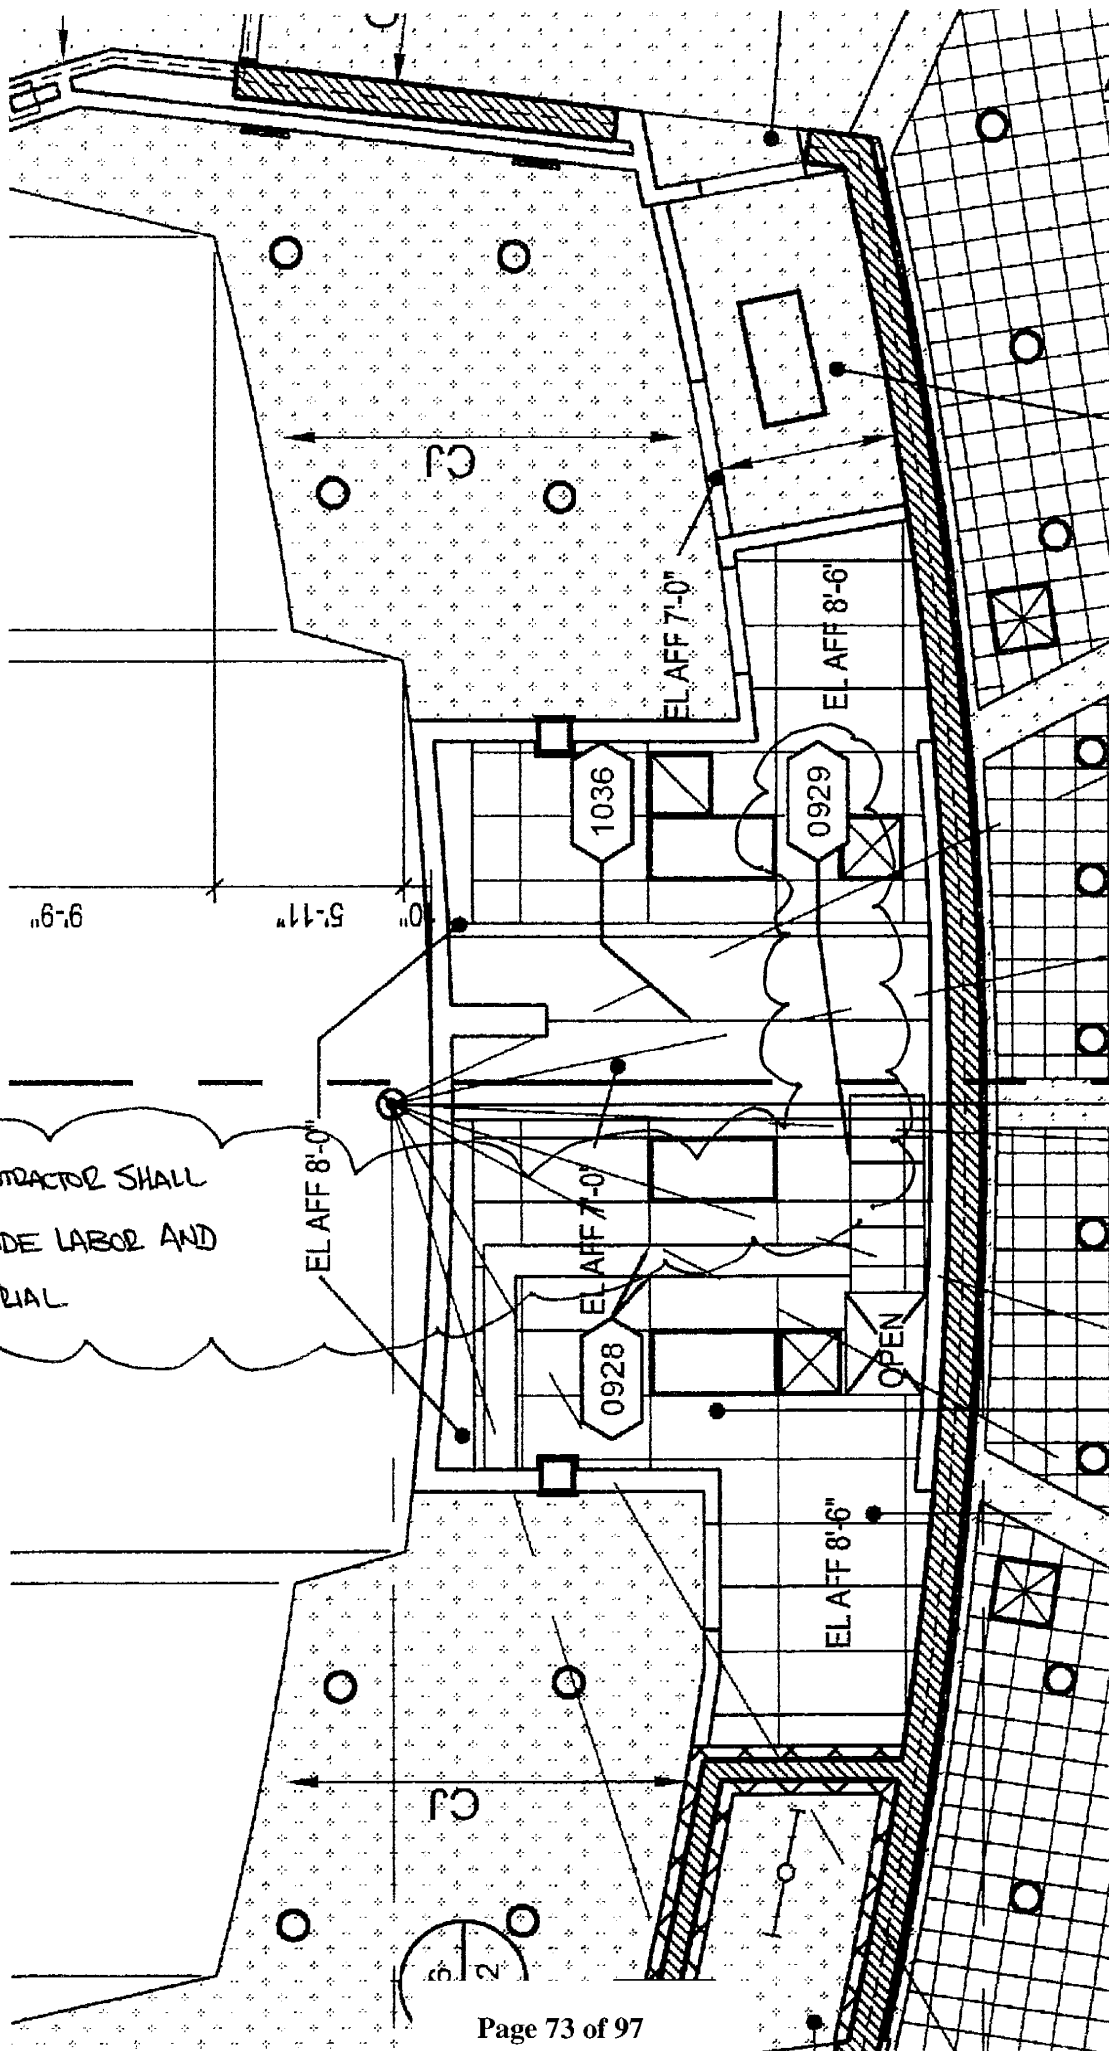 CJ
EL AFF 7'-0"
EL AFF 8'-6'
1036
0929
9'-9"
5'-11"
0"
TRACTOR SHALL
DE LABOR AND
RIAL
EL AFF 8'-0"
EL AFF 7'-0"
0928
OPEN
EL AFF 8'-6"
CJ
2
Page 73 of 97